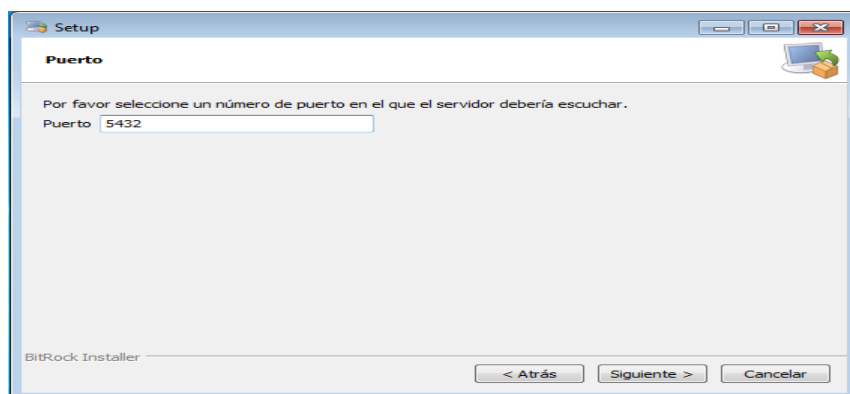 Setup
Puerto
Por favor seleccione un número de puerto en el que el servidor debería escuchar.
Puerto 5432
BitRock Installer
< Atrás Siguiente > Cancelar